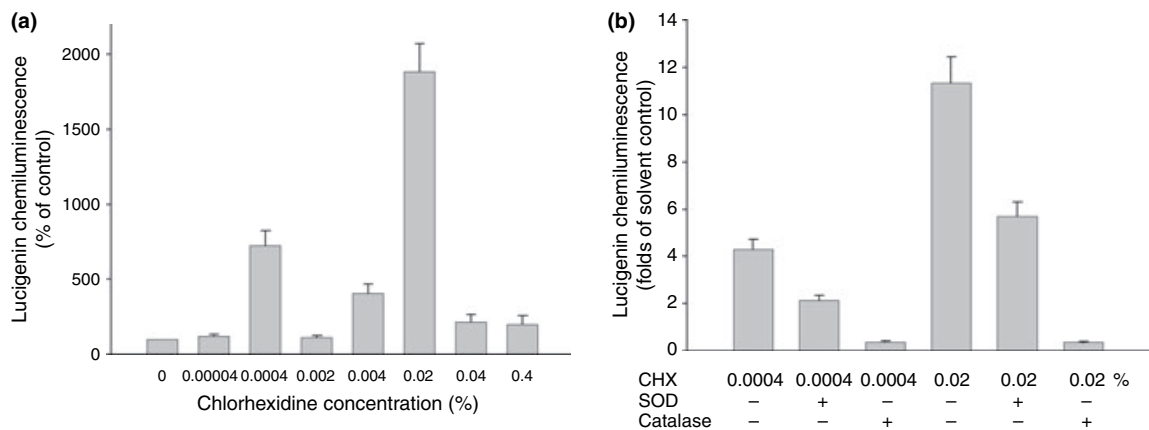 (a)
Lucigenin chemiluminescence
(% of control)
2000
1500
1000
500
0
0 0.00004 0.0004 0.002 0.004 0.02 0.04 0.4
Chlorhexidine concentration (%)
(b)
Lucigenin chemiluminescence
(folds of solvent control)
14
12
10
8
6
4
2
0
CHX 0.0004 0.0004 0.0004 0.02 0.02 0.02 %
SOD – + – – + –
Catalase – – + – – +